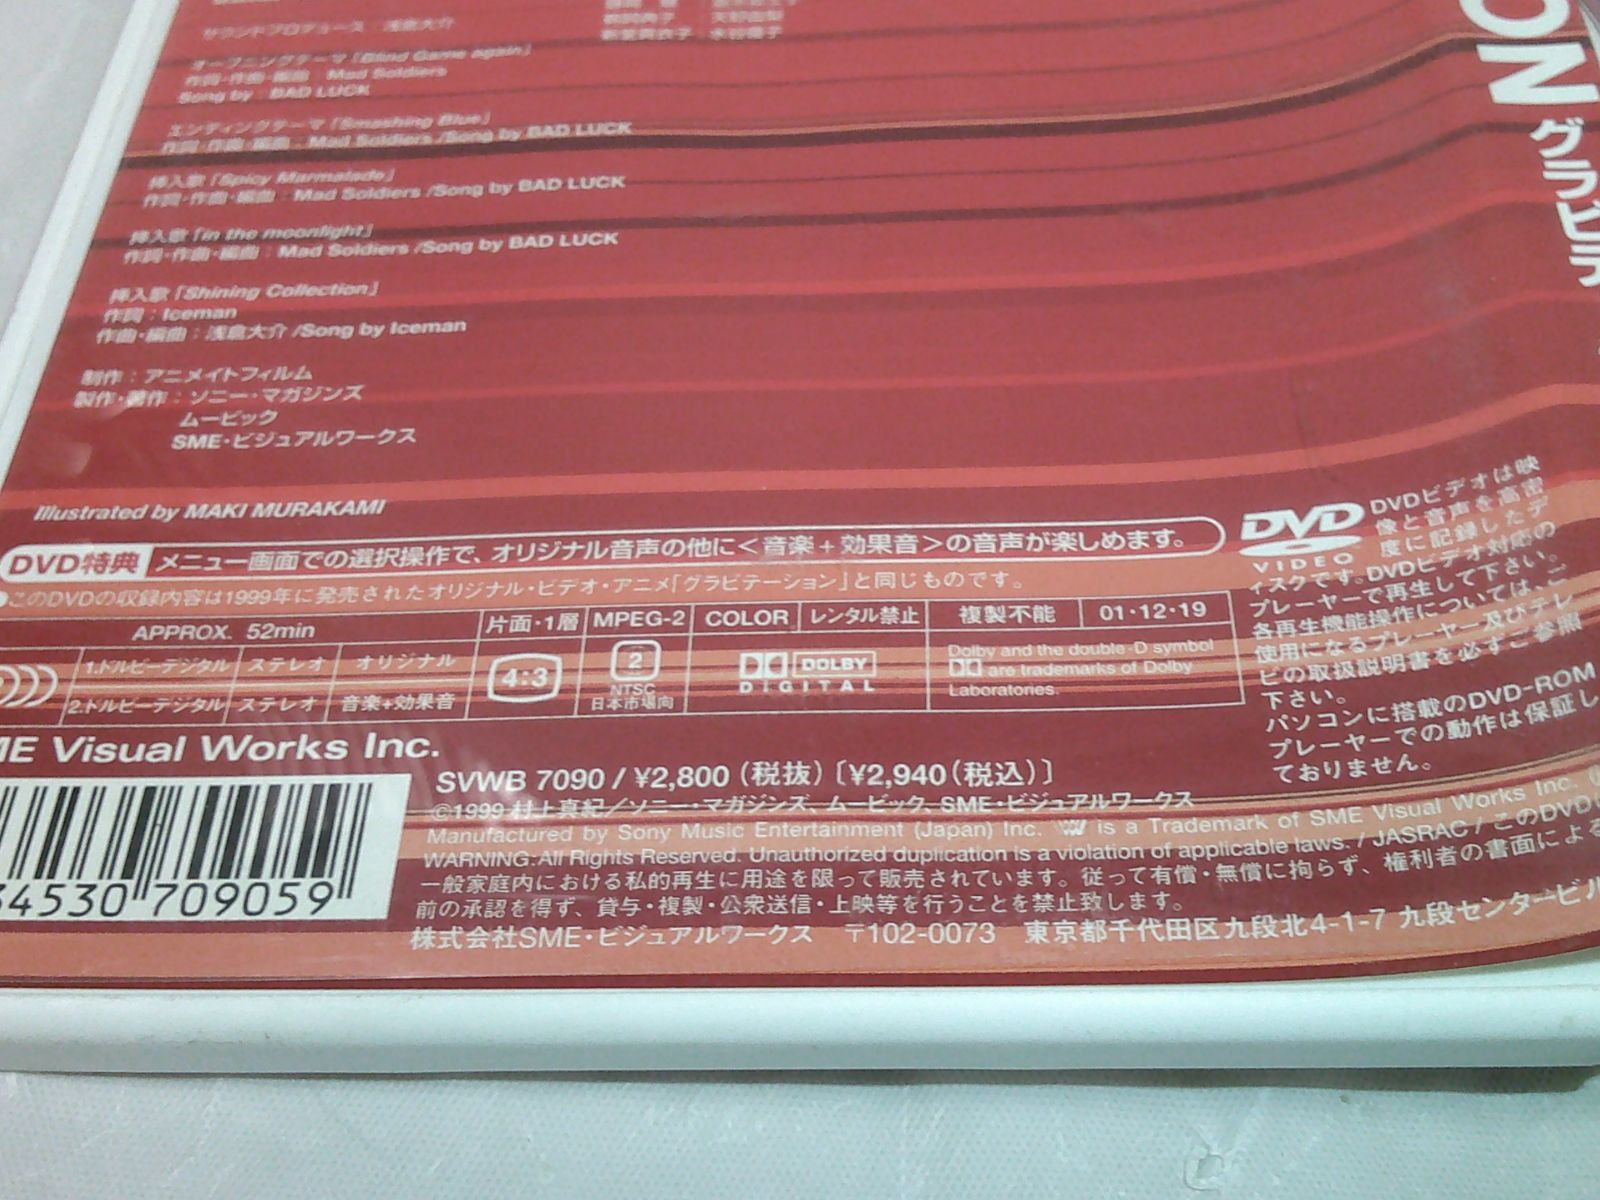 サウンドプロデュース 浅倉大介
オープニングテーマ「Blind Game again」
作詞・作曲・編曲：Mad Soldiers
Song by：BAD LUCK
エンディングテーマ「Smashing Blue」
作詞・作曲・編曲：Mad Soldiers /Song by BAD LUCK
挿入歌「Spicy Marmalade」
作詞・作曲・編曲：Mad Soldiers /Song by BAD LUCK
挿入歌「in the moonlight」
作詞・作曲・編曲：Mad Soldiers /Song by BAD LUCK
挿入歌「Shining Collection」
作詞：Iceman
作曲・編曲：浅倉大介 /Song by Iceman
制作：アニメイトフィルム
製作・著作：ソニー・マガジンズ
ムービック
SME・ビジュアルワークス
Illustrated by MAKI MURAKAMI
DVD特典 メニュー画面での選択操作で、オリジナル音声の他に＜音楽+効果音＞の音声が楽しめます。
●このDVDの収録内容は1999年に発売されたオリジナル・ビデオ・アニメ「グラビテーション」と同じものです。
APPROX. 52min 片面・1層 MPEG-2 COLOR レンタル禁止 複製不能 01・12・19
1.ドルビーデジタル ステレオ オリジナル
2.ドルビーデジタル ステレオ 音楽+効果音
4:3
2
NTSC
日本市場向
DOLBY
DIGITAL
Dolby and the double-D symbol
are trademarks of Dolby
Laboratories.
DVD
VIDEO
DVDビデオは映
像と音声を高密
度に記録したデ
ィスクです。DVDビデオ対応の
プレーヤーで再生して下さい。
各再生機能操作については、ご
使用になるプレーヤー及びテレ
ビの取扱説明書を必ずご参照
下さい。
パソコンに搭載のDVD-ROM
プレーヤーでの動作は保証し
ておりません。
ME Visual Works Inc.
SVWB 7090 / ¥2,800（税抜）〔¥2,940（税込）〕
©1999 村上真紀／ソニー・マガジンズ、ムービック、SME・ビジュアルワークス
Manufactured by Sony Music Entertainment (Japan) Inc. is a Trademark of SME Visual Works Inc.
WARNING: All Rights Reserved. Unauthorized duplication is a violation of applicable laws. / JASRAC / このDVDは
一般家庭内における私的再生に用途を限って販売されています。従って有償・無償に拘らず、権利者の書面による
前の承認を得ず、貸与・複製・公衆送信・上映等を行うことを禁止致します。
株式会社SME・ビジュアルワークス 〒102-0073 東京都千代田区九段北4-1-7 九段センタービル
34530 709059
ON グラビテ